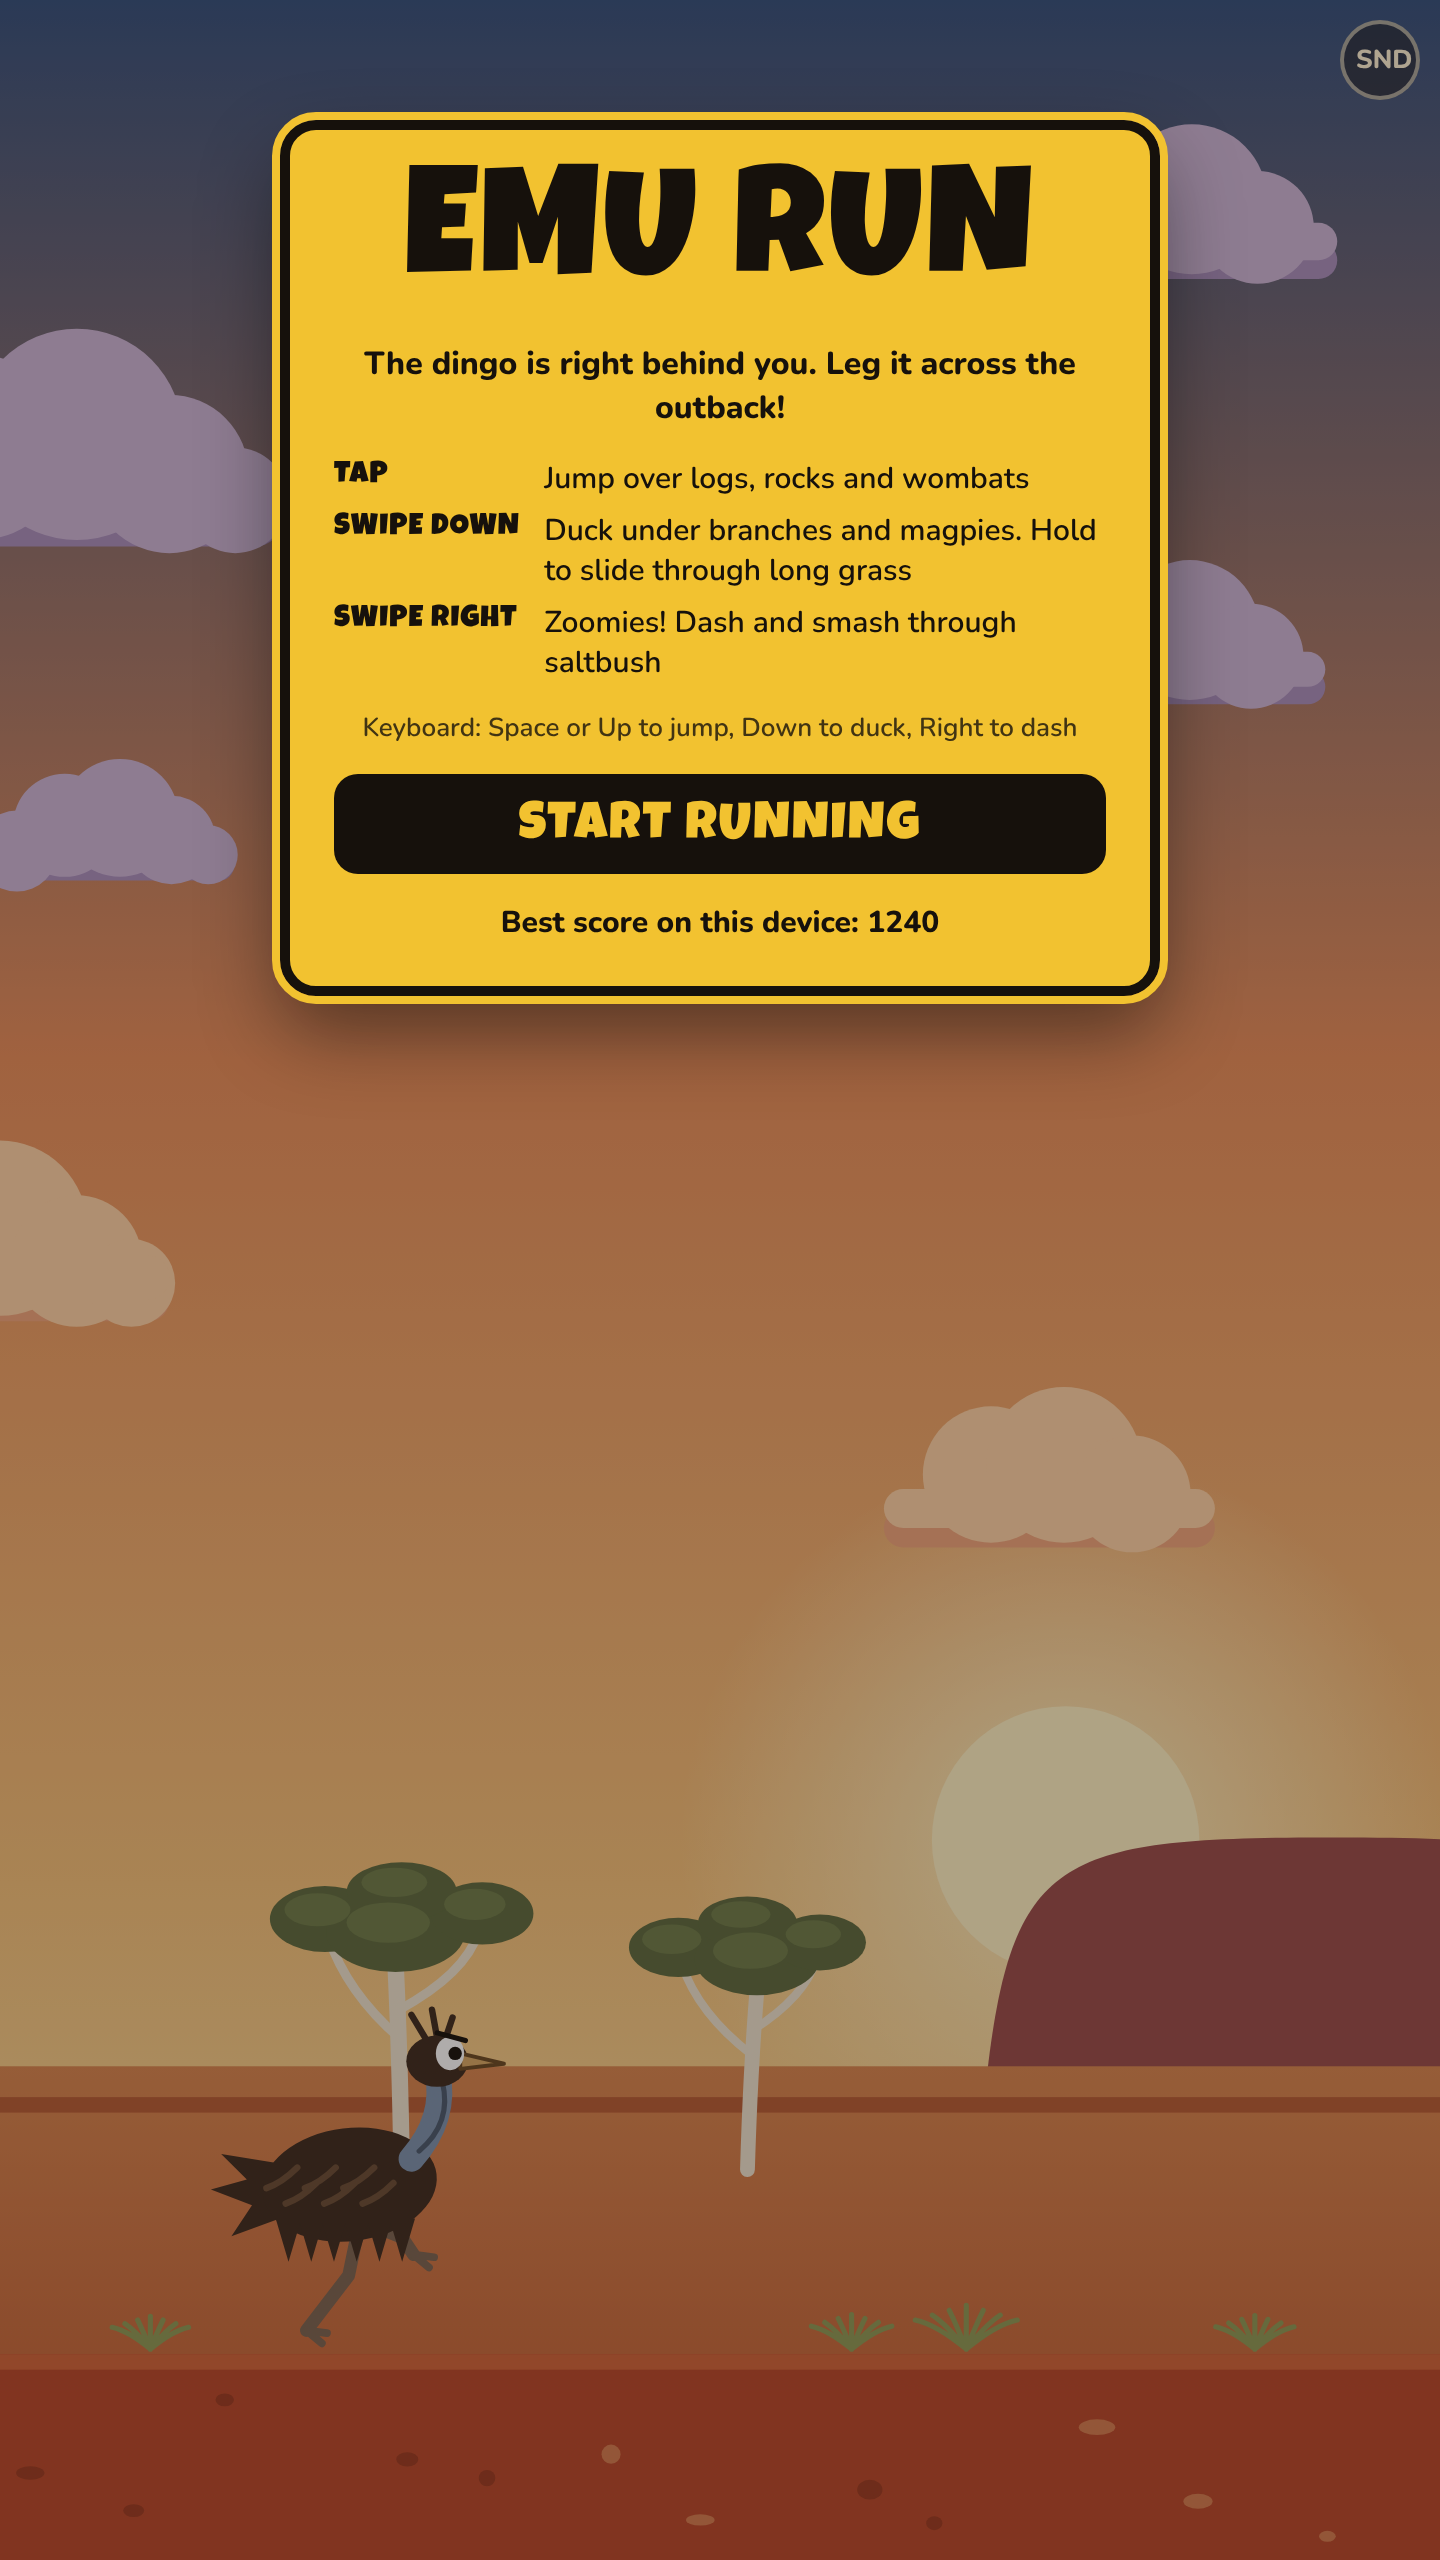 SND
EMU RUN
The dingo is right behind you. Leg it across the
outback!
TAP Jump over logs, rocks and wombats
SWIPE DOWN Duck under branches and magpies. Hold
to slide through long grass
SWIPE RIGHT Zoomies! Dash and smash through
saltbush
Keyboard: Space or Up to jump, Down to duck, Right to dash
START RUNNING
Best score on this device: 1240